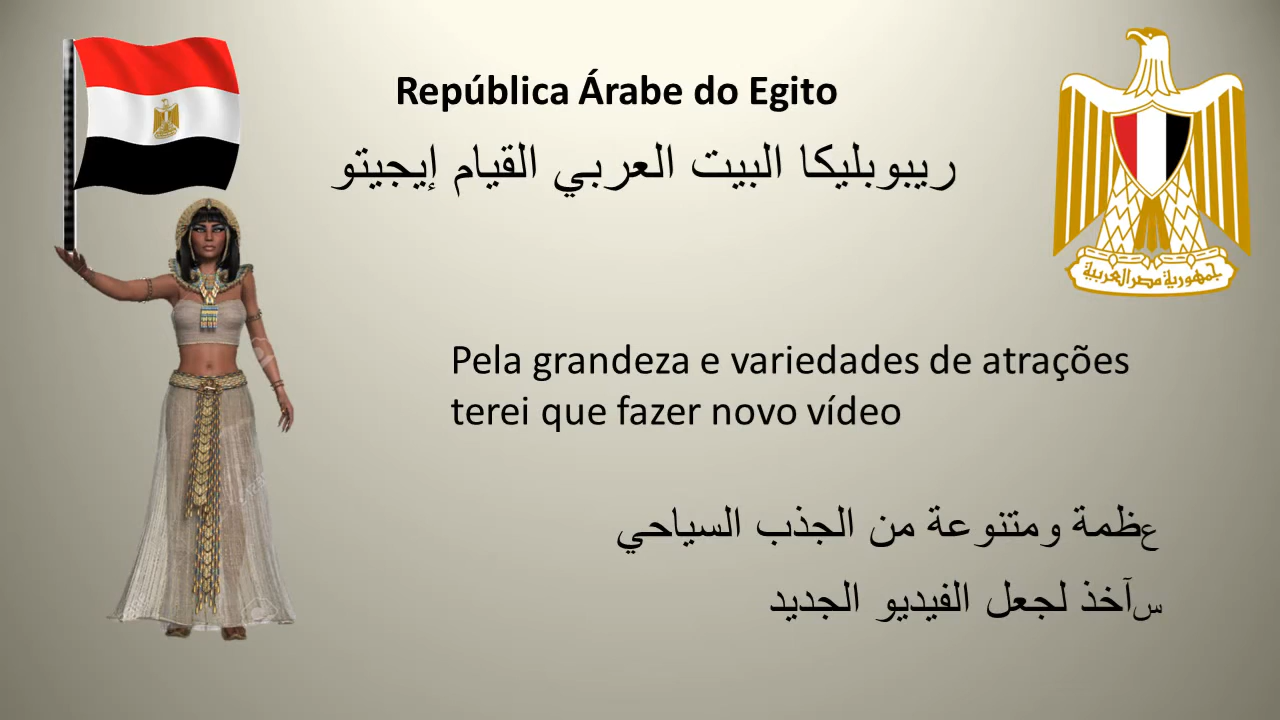 República Árabe do Egito
ريبوبليكا البيت العربي القيام إيجيتو
جمهورية مصر العربية
Pela grandeza e variedades de atrações
terei que fazer novo vídeo
عظمة ومتنوعة من الجذب السياحي
سآخذ لجعل الفيديو الجديد